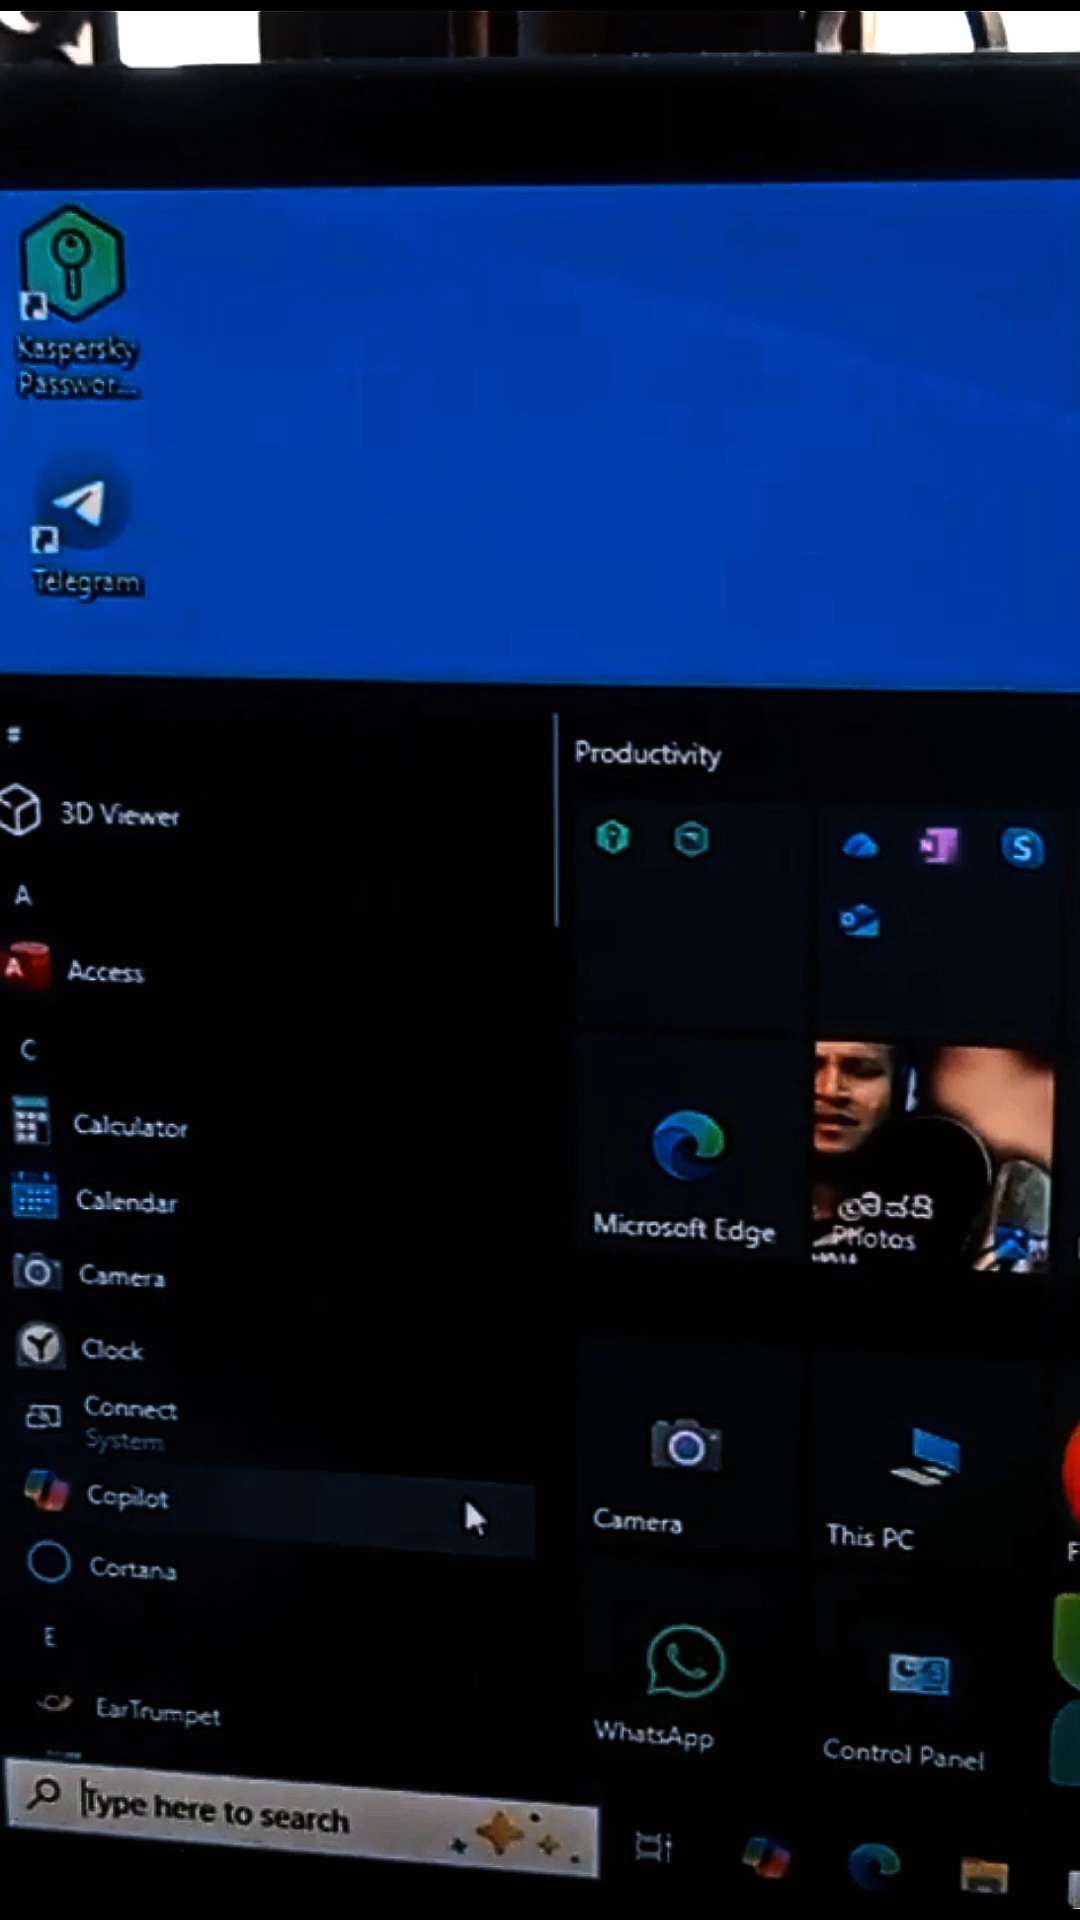 Kaspersky
Passwor...
Telegram
#
3D Viewer
A
Access
C
Calculator
Calendar
Camera
Clock
Connect
System
Copilot
Cortana
E
EarTrumpet
Type here to search
Productivity
Microsoft Edge
Photos
Camera
This PC
WhatsApp
Control Panel
F